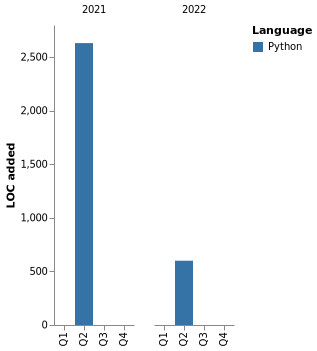 2021
2022
Language
Python
LOC added
2,500
2,000
1,500
1,000
500
0
Q1
Q2
Q3
Q4
Q1
Q2
Q3
Q4